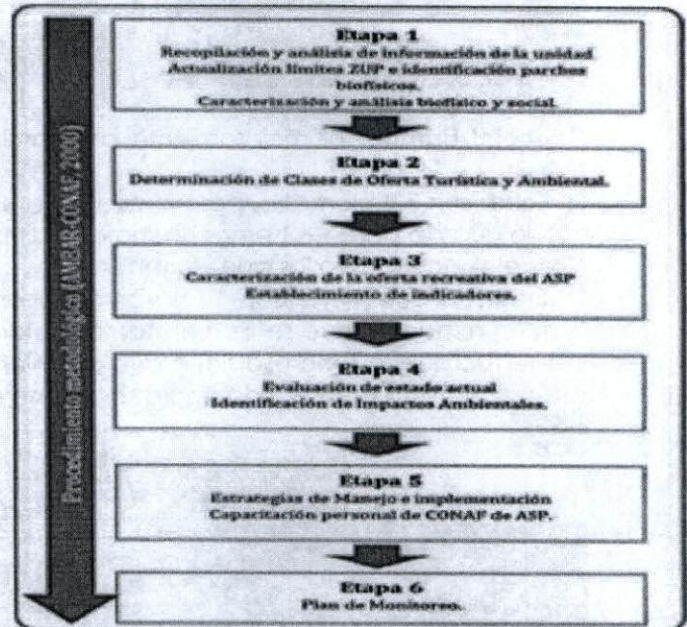 Procedimiento metodológico (AMBAR-CONAF, 2000)
Etapa 1
Recopilación y análisis de información de la unidad
Actualización límites ZUP e identificación parches
biofísicos.
Caracterización y análisis biofísico y social.
Etapa 2
Determinación de Clases de Oferta Turística y Ambiental.
Etapa 3
Caracterización de la oferta recreativa del ASP
Establecimiento de indicadores.
Etapa 4
Evaluación de estado actual
Identificación de Impactos Ambientales.
Etapa 5
Estrategias de Manejo e implementación
Capacitación personal de CONAF de ASP.
Etapa 6
Plan de Monitoreo.